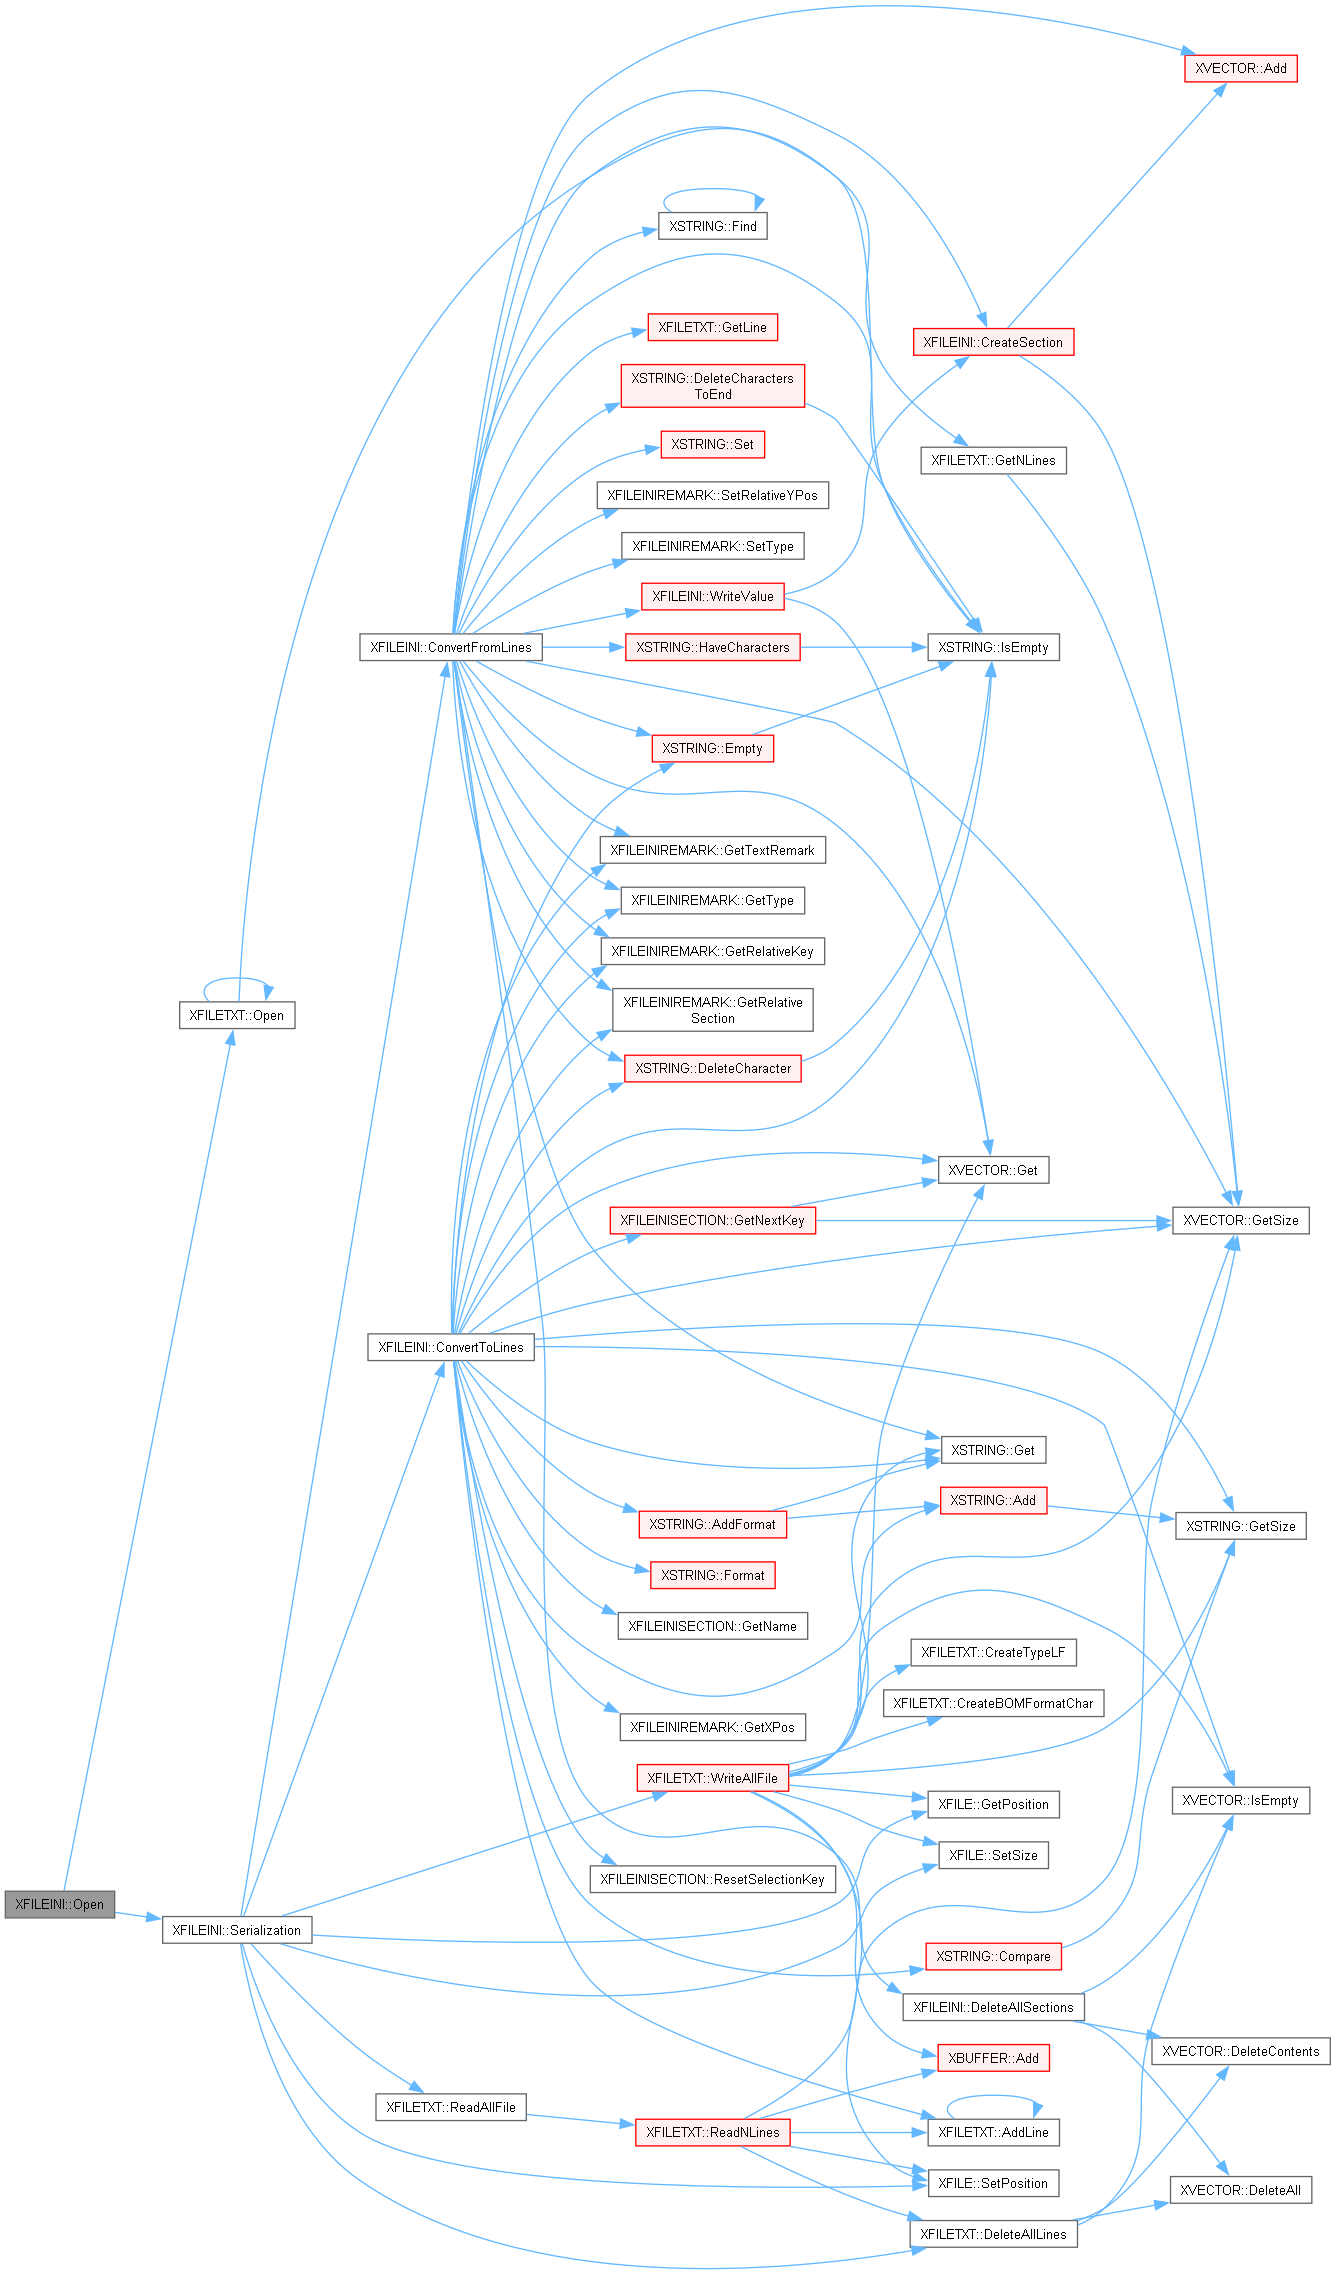 XVECTOR::Add
XSTRING::Find
XFILETXT::GetLine
XFILEINI::CreateSection
XSTRING::DeleteCharacters
ToEnd
XSTRING::Set
XFILETXT::GetNLines
XFILEINIREMARK::SetRelativeYPos
XFILEINIREMARK::SetType
XFILEINI::WriteValue
XFILEINI::ConvertFromLines
XSTRING::HaveCharacters
XSTRING::IsEmpty
XSTRING::Empty
XFILEINIREMARK::GetTextRemark
XFILEINIREMARK::GetType
XFILEINIREMARK::GetRelativeKey
XFILEINIREMARK::GetRelative
Section
XFILETXT::Open
XSTRING::DeleteCharacter
XVECTOR::Get
XFILEINISECTION::GetNextKey
XVECTOR::GetSize
XFILEINI::ConvertToLines
XSTRING::Get
XSTRING::Add
XSTRING::AddFormat
XSTRING::GetSize
XSTRING::Format
XFILEINISECTION::GetName
XFILETXT::CreateTypeLF
XFILETXT::CreateBOMFormatChar
XFILEINIREMARK::GetXPos
XFILETXT::WriteAllFile
XFILE::GetPosition
XVECTOR::IsEmpty
XFILE::SetSize
XFILEINISECTION::ResetSelectionKey
XFILEINI::Open
XFILEINI::Serialization
XSTRING::Compare
XFILEINI::DeleteAllSections
XVECTOR::DeleteContents
XBUFFER::Add
XFILETXT::ReadAllFile
XFILETXT::ReadNLines
XFILETXT::AddLine
XFILE::SetPosition
XVECTOR::DeleteAll
XFILETXT::DeleteAllLines